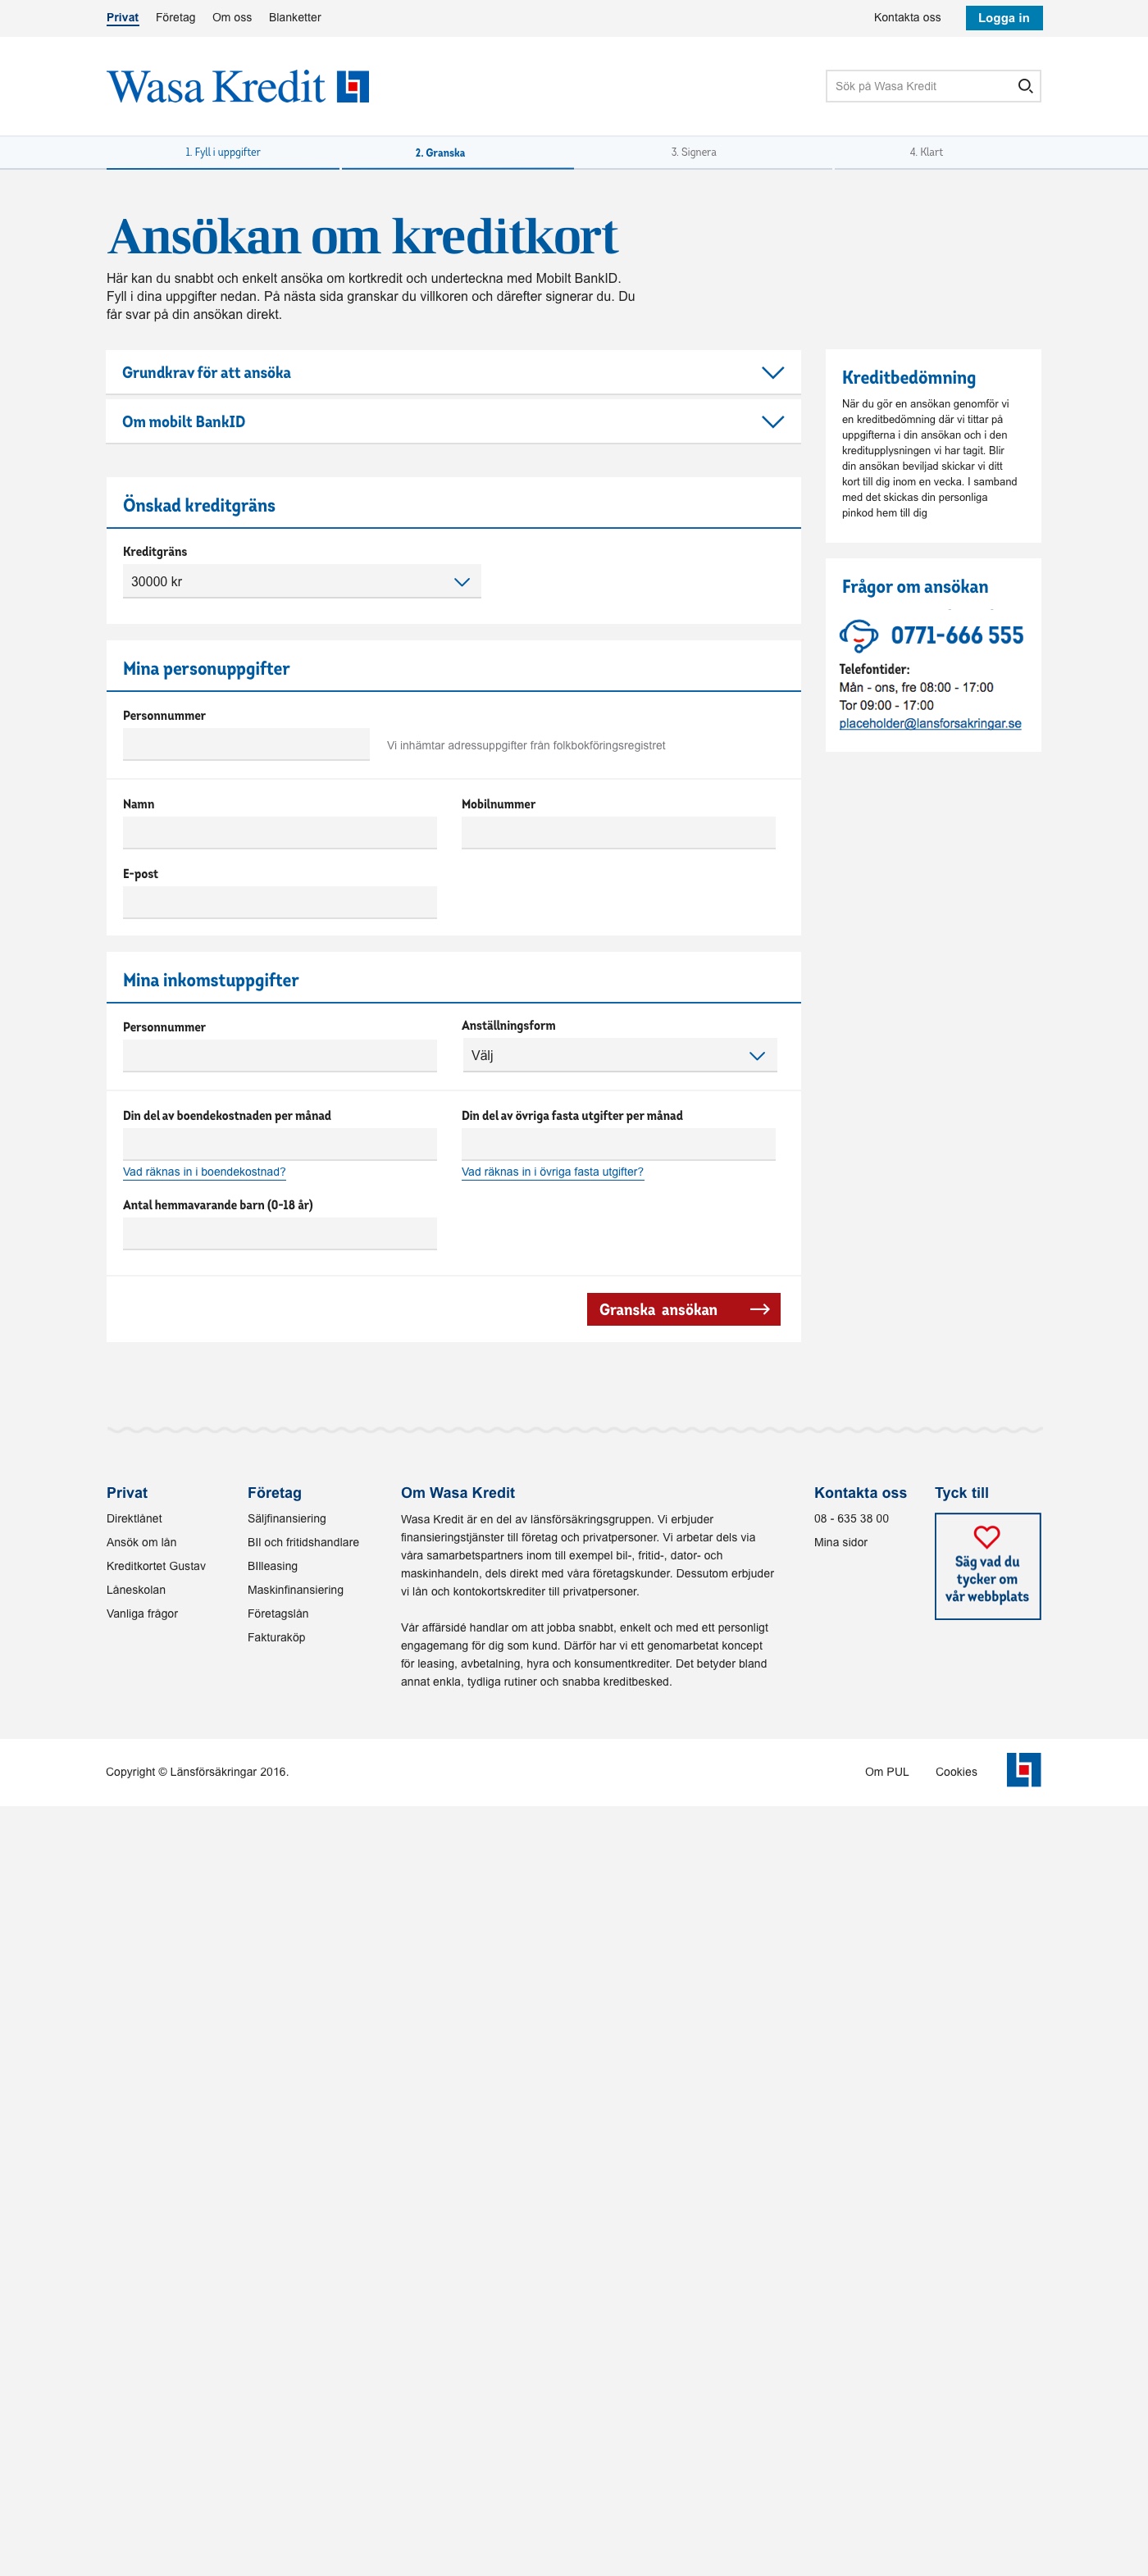 Privat Företag Om oss Blanketter Kontakta oss Logga in
Wasa Kredit
Sök på Wasa Kredit
1. Fyll i uppgifter 2. Granska 3. Signera 4. Klart
Ansökan om kreditkort
Här kan du snabbt och enkelt ansöka om kortkredit och underteckna med Mobilt BankID.
Fyll i dina uppgifter nedan. På nästa sida granskar du villkoren och därefter signerar du. Du
får svar på din ansökan direkt.
Grundkrav för att ansöka
Om mobilt BankID
Önskad kreditgräns
Kreditgräns
30000 kr
Mina personuppgifter
Personnummer
Vi inhämtar adressuppgifter från folkbokföringsregistret
Namn Mobilnummer
E-post
Mina inkomstuppgifter
Personnummer Anställningsform
Välj
Din del av boendekostnaden per månad Din del av övriga fasta utgifter per månad
Vad räknas in i boendekostnad? Vad räknas in i övriga fasta utgifter?
Antal hemmavarande barn (0-18 år)
Granska ansökan
Kreditbedömning
När du gör en ansökan genomför vi
en kreditbedömning där vi tittar på
uppgifterna i din ansökan och i den
kreditupplysningen vi har tagit. Blir
din ansökan beviljad skickar vi ditt
kort till dig inom en vecka. I samband
med det skickas din personliga
pinkod hem till dig
Frågor om ansökan
0771-666 555
Telefontider:
Mån - ons, fre 08:00 - 17:00
Tor 09:00 - 17:00
placeholder@lansforsakringar.se
Privat
Direktlånet
Ansök om lån
Kreditkortet Gustav
Låneskolan
Vanliga frågor
Företag
Säljfinansiering
BIl och fritidshandlare
BIlleasing
Maskinfinansiering
Företagslån
Fakturaköp
Om Wasa Kredit
Wasa Kredit är en del av länsförsäkringsgruppen. Vi erbjuder
finansieringstjänster till företag och privatpersoner. Vi arbetar dels via
våra samarbetspartners inom till exempel bil-, fritid-, dator- och
maskinhandeln, dels direkt med våra företagskunder. Dessutom erbjuder
vi lån och kontokortskrediter till privatpersoner.
Vår affärsidé handlar om att jobba snabbt, enkelt och med ett personligt
engagemang för dig som kund. Därför har vi ett genomarbetat koncept
för leasing, avbetalning, hyra och konsumentkrediter. Det betyder bland
annat enkla, tydliga rutiner och snabba kreditbesked.
Kontakta oss
08 - 635 38 00
Mina sidor
Tyck till
Säg vad du
tycker om
vår webbplats
Copyright © Länsförsäkringar 2016. Om PUL Cookies